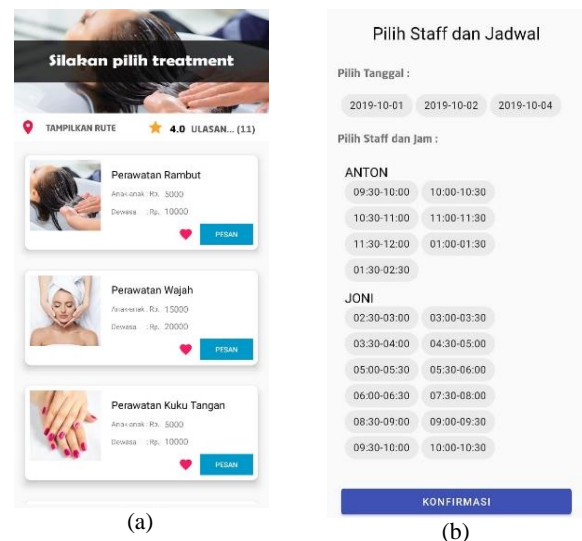 Silakan pilih treatment
TAMPILKAN RUTE 4.0 ULASAN... (11)
Perawatan Rambut
Anak-anak : Rp. 5000
Dewasa : Rp. 10000
PESAN
Perawatan Wajah
Anak-anak : Rp. 15000
Dewasa : Rp. 20000
PESAN
Perawatan Kuku Tangan
Anak-anak : Rp. 5000
Dewasa : Rp. 10000
PESAN
(a)
Pilih Staff dan Jadwal
Pilih Tanggal :
2019-10-01 2019-10-02 2019-10-04
Pilih Staff dan Jam :
ANTON
09:30-10:00 10:00-10:30
10:30-11:00 11:00-11:30
11:30-12:00 01:00-01:30
01:30-02:30
JONI
02:30-03:00 03:00-03:30
03:30-04:00 04:30-05:00
05:00-05:30 05:30-06:00
06:00-06:30 07:30-08:00
08:30-09:00 09:00-09:30
09:30-10:00 10:00-10:30
KONFIRMASI
(b)